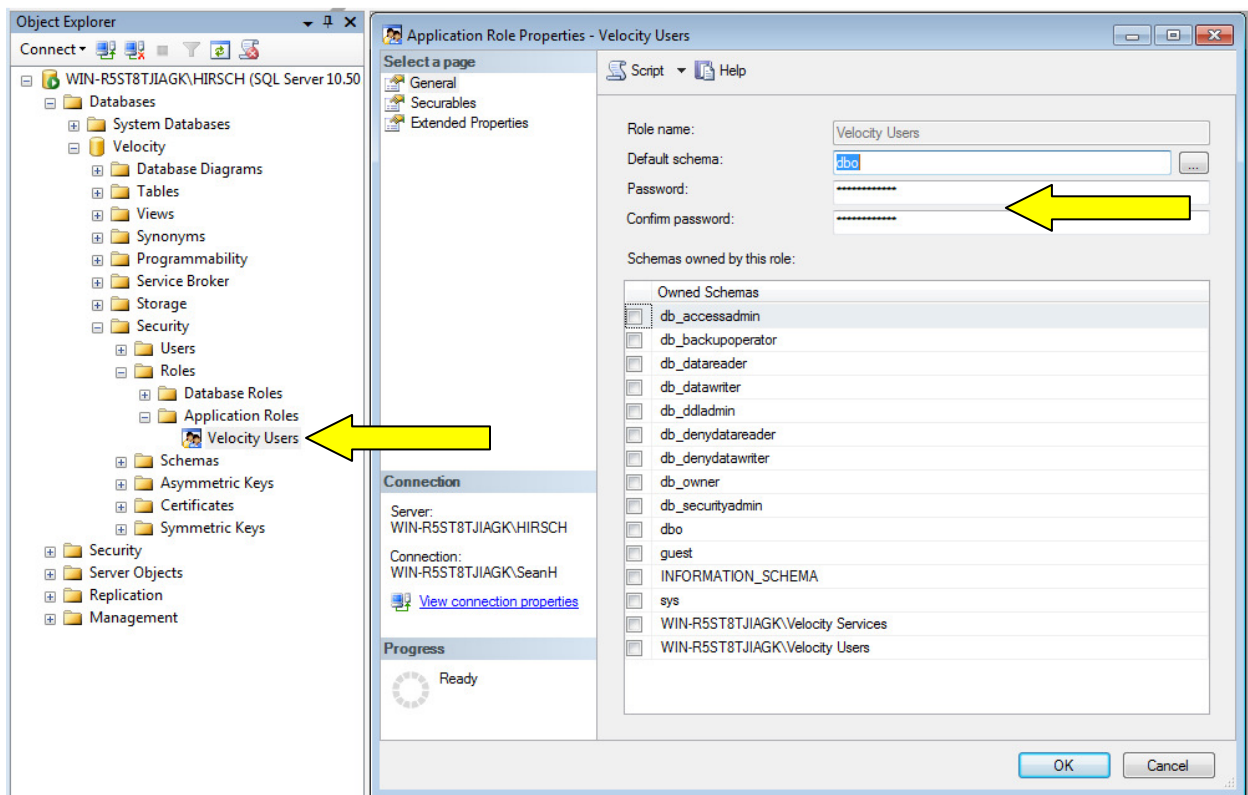 Object Explorer
Connect
WIN-R5ST8TJIAGK\HIRSCH (SQL Server 10.50
Databases
System Databases
Velocity
Database Diagrams
Tables
Views
Synonyms
Programmability
Service Broker
Storage
Security
Users
Roles
Database Roles
Application Roles
Velocity Users
Schemas
Asymmetric Keys
Certificates
Symmetric Keys
Security
Server Objects
Replication
Management
Application Role Properties - Velocity Users
Select a page
General
Securables
Extended Properties
Connection
Server:
WIN-R5ST8TJIAGK\HIRSCH
Connection:
WIN-R5ST8TJIAGK\SeanH
View connection properties
Progress
Ready
Script Help
Role name: Velocity Users
Default schema: dbo ...
Password: ************
Confirm password: ************
Schemas owned by this role:
Owned Schemas
db_accessadmin
db_backupoperator
db_datareader
db_datawriter
db_ddladmin
db_denydatareader
db_denydatawriter
db_owner
db_securityadmin
dbo
guest
INFORMATION_SCHEMA
sys
WIN-R5ST8TJIAGK\Velocity Services
WIN-R5ST8TJIAGK\Velocity Users
OK Cancel